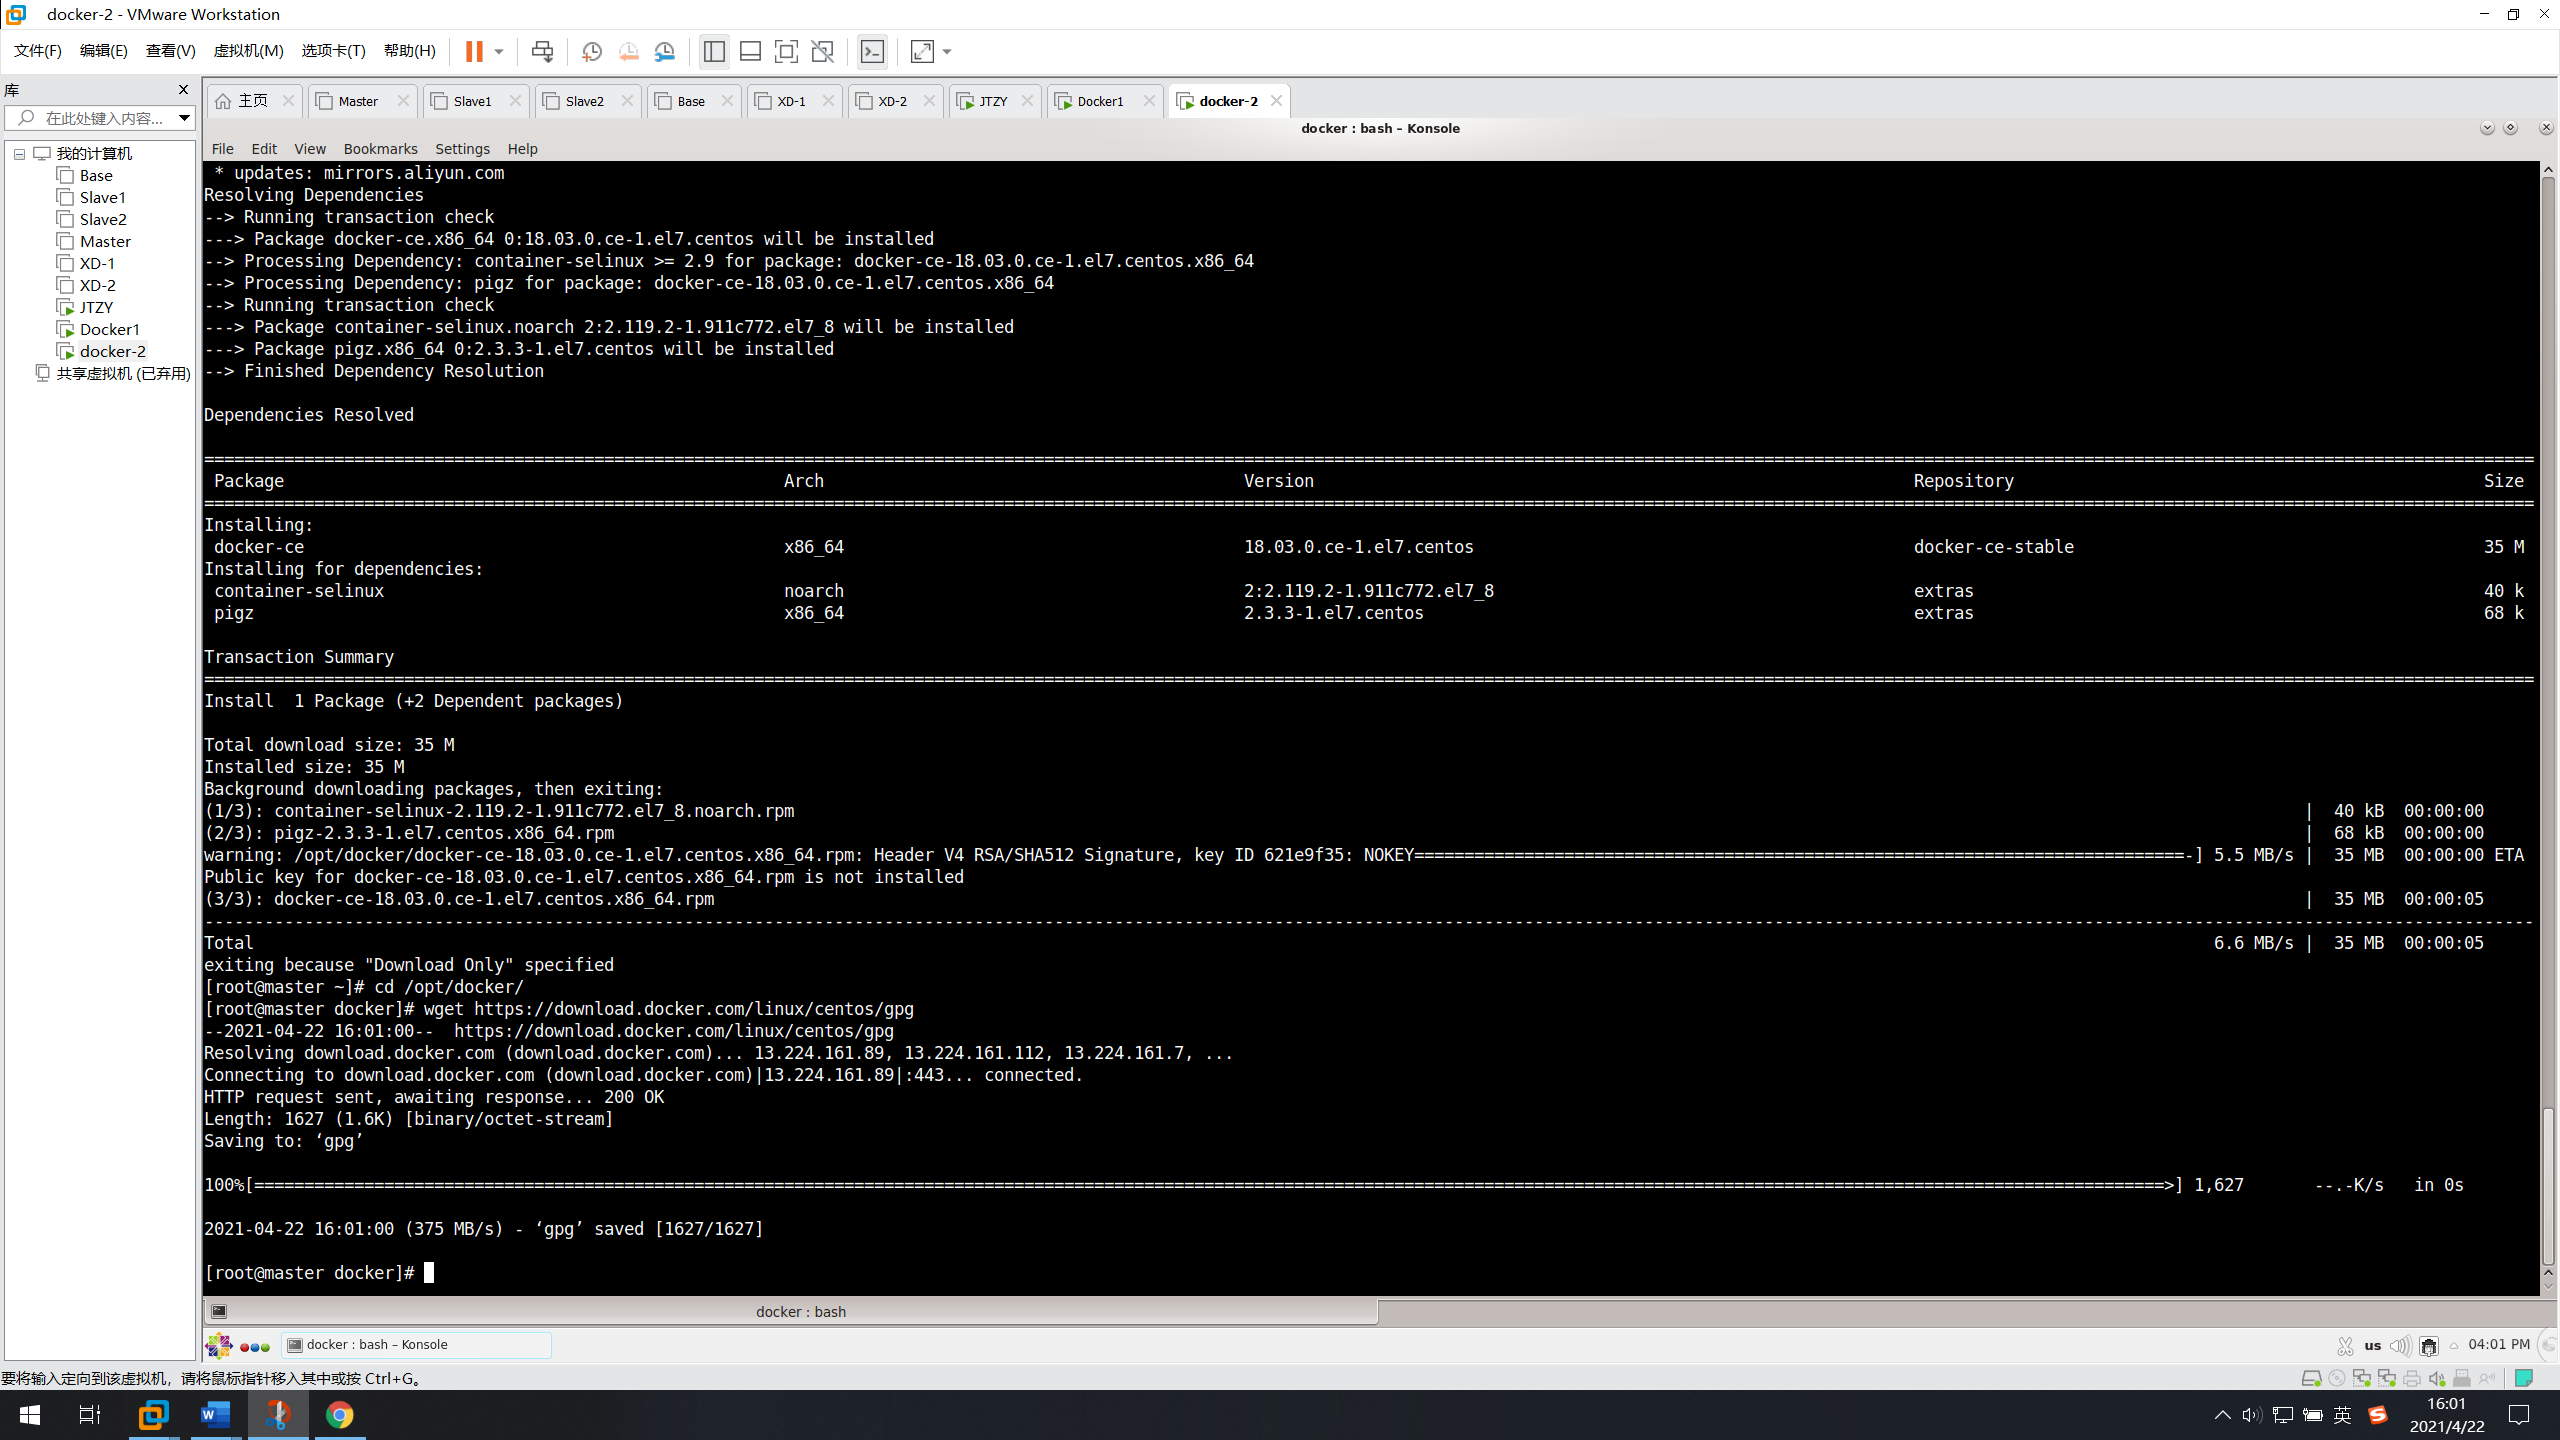 docker-2 - VMware Workstation
文件(F) 编辑(E) 查看(V) 虚拟机(M) 选项卡(T) 帮助(H)
库
在此处键入内容...
我的计算机
Base
Slave1
Slave2
Master
XD-1
XD-2
JTZY
Docker1
docker-2
共享虚拟机 (已弃用)
主页 Master Slave1 Slave2 Base XD-1 XD-2 JTZY Docker1 docker-2
docker : bash – Konsole
File Edit View Bookmarks Settings Help
* updates: mirrors.aliyun.com
Resolving Dependencies
--> Running transaction check
---> Package docker-ce.x86_64 0:18.03.0.ce-1.el7.centos will be installed
--> Processing Dependency: container-selinux >= 2.9 for package: docker-ce-18.03.0.ce-1.el7.centos.x86_64
--> Processing Dependency: pigz for package: docker-ce-18.03.0.ce-1.el7.centos.x86_64
--> Running transaction check
---> Package container-selinux.noarch 2:2.119.2-1.911c772.el7_8 will be installed
---> Package pigz.x86_64 0:2.3.3-1.el7.centos will be installed
--> Finished Dependency Resolution
Dependencies Resolved
Package Arch Version Repository Size
Installing:
docker-ce x86_64 18.03.0.ce-1.el7.centos docker-ce-stable 35 M
Installing for dependencies:
container-selinux noarch 2:2.119.2-1.911c772.el7_8 extras 40 k
pigz x86_64 2.3.3-1.el7.centos extras 68 k
Transaction Summary
Install  1 Package (+2 Dependent packages)
Total download size: 35 M
Installed size: 35 M
Background downloading packages, then exiting:
(1/3): container-selinux-2.119.2-1.911c772.el7_8.noarch.rpm | 40 kB 00:00:00
(2/3): pigz-2.3.3-1.el7.centos.x86_64.rpm | 68 kB 00:00:00
warning: /opt/docker/docker-ce-18.03.0.ce-1.el7.centos.x86_64.rpm: Header V4 RSA/SHA512 Signature, key ID 621e9f35: NOKEY=============================================================================-] 5.5 MB/s | 35 MB 00:00:00 ETA
Public key for docker-ce-18.03.0.ce-1.el7.centos.x86_64.rpm is not installed
(3/3): docker-ce-18.03.0.ce-1.el7.centos.x86_64.rpm | 35 MB 00:00:05
Total 6.6 MB/s | 35 MB 00:00:05
exiting because "Download Only" specified
[root@master ~]# cd /opt/docker/
[root@master docker]# wget https://download.docker.com/linux/centos/gpg
--2021-04-22 16:01:00--  https://download.docker.com/linux/centos/gpg
Resolving download.docker.com (download.docker.com)... 13.224.161.89, 13.224.161.112, 13.224.161.7, ...
Connecting to download.docker.com (download.docker.com)|13.224.161.89|:443... connected.
HTTP request sent, awaiting response... 200 OK
Length: 1627 (1.6K) [binary/octet-stream]
Saving to: ‘gpg’
100%[==============================>] 1,627 --.-K/s in 0s
2021-04-22 16:01:00 (375 MB/s) - ‘gpg’ saved [1627/1627]
[root@master docker]#
docker : bash
docker : bash – Konsole
us 04:01 PM
要将输入定向到该虚拟机，请将鼠标指针移入其中或按 Ctrl+G。
英
16:01
2021/4/22